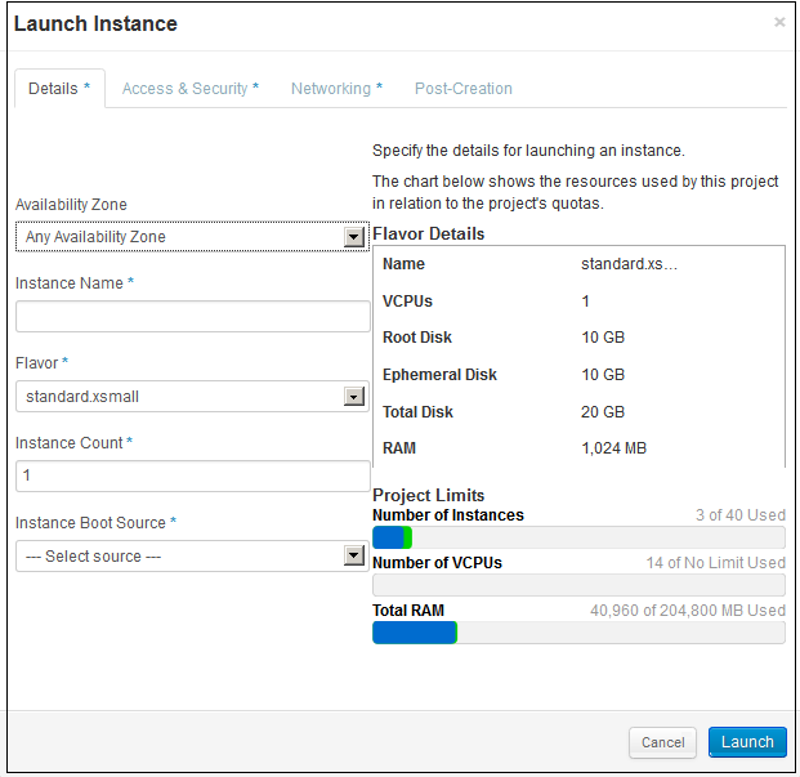 Launch Instance
×
Details *
Access & Security *
Networking *
Post-Creation
Specify the details for launching an instance.
The chart below shows the resources used by this project
in relation to the project's quotas.
Availability Zone
Any Availability Zone
Instance Name *
Flavor *
standard.xsmall
Instance Count *
1
Instance Boot Source *
--- Select source ---
Flavor Details
Name standard.xs...
VCPUs 1
Root Disk 10 GB
Ephemeral Disk 10 GB
Total Disk 20 GB
RAM 1,024 MB
Project Limits
Number of Instances 3 of 40 Used
Number of VCPUs 14 of No Limit Used
Total RAM 40,960 of 204,800 MB Used
Cancel
Launch